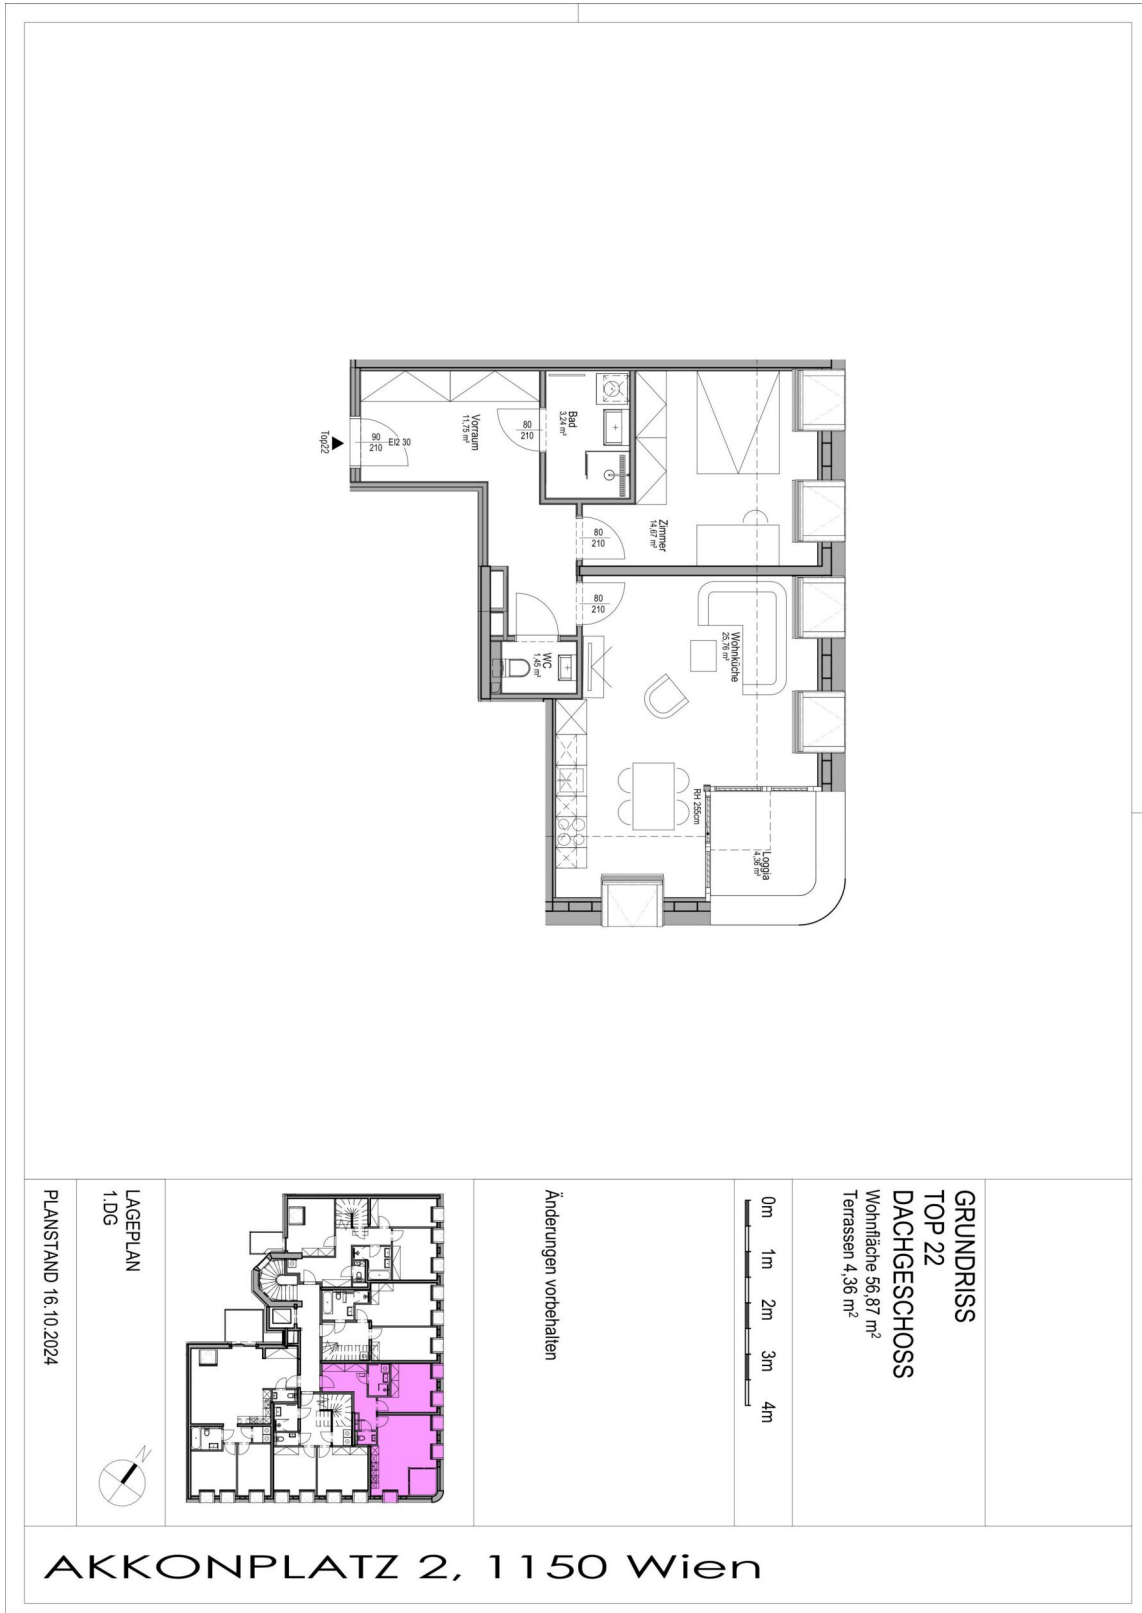 Top22
90
210
EI2 30
Vorraum
11,75 m²
80
210
Bad
3,24 m²
80
210
Zimmer
14,67 m²
80
210
WC
1,45 m²
Wohnküche
25,76 m²
RH 255cm
Loggia
4,36 m²
GRUNDRISS
TOP 22
DACHGESCHOSS
Wohnfläche 56,87 m²
Terrassen 4,36 m²
0m 1m 2m 3m 4m
Änderungen vorbehalten
LAGEPLAN
1.DG
N
PLANSTAND 16.10.2024
AKKONPLATZ 2, 1150 Wien